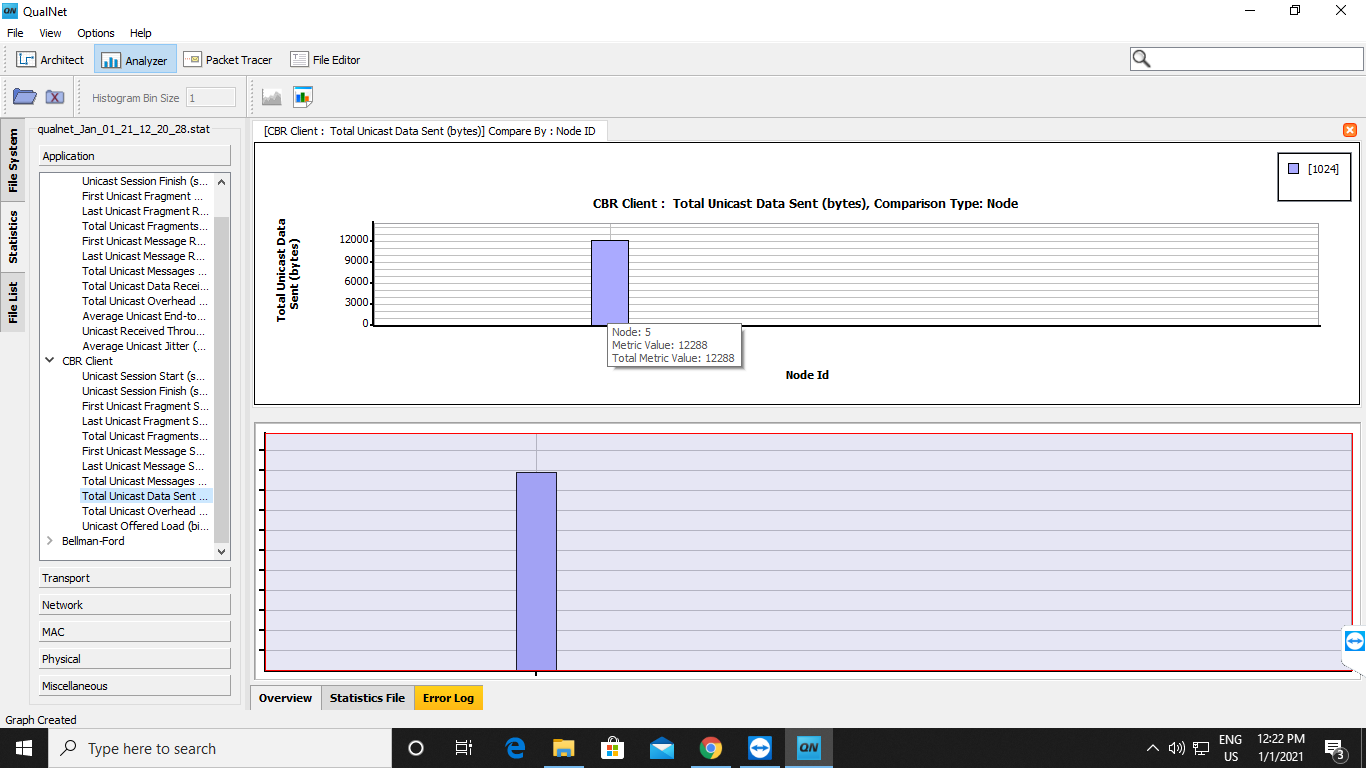 QN QualNet
File View Options Help
Architect Analyzer Packet Tracer File Editor
Histogram Bin Size 1
File System
Statistics
File List
qualnet_Jan_01_21_12_20_28.stat
Application
Unicast Session Finish (s...
First Unicast Fragment ...
Last Unicast Fragment R...
Total Unicast Fragments...
First Unicast Message R...
Last Unicast Message R...
Total Unicast Messages ...
Total Unicast Data Recei...
Total Unicast Overhead ...
Average Unicast End-to...
Unicast Received Throu...
Average Unicast Jitter (...
CBR Client
Unicast Session Start (s...
Unicast Session Finish (s...
First Unicast Fragment S...
Last Unicast Fragment S...
Total Unicast Fragments...
First Unicast Message S...
Last Unicast Message S...
Total Unicast Messages ...
Total Unicast Data Sent ...
Total Unicast Overhead ...
Unicast Offered Load (bi...
Bellman-Ford
Transport
Network
MAC
Physical
Miscellaneous
[CBR Client : Total Unicast Data Sent (bytes)] Compare By : Node ID
[1024]
CBR Client : Total Unicast Data Sent (bytes), Comparison Type: Node
Total Unicast Data
Sent (bytes)
12000
9000
6000
3000
0
Node: 5
Metric Value: 12288
Total Metric Value: 12288
Node Id
Overview Statistics File Error Log
Graph Created
Type here to search
QN
ENG
US
12:22 PM
1/1/2021
3